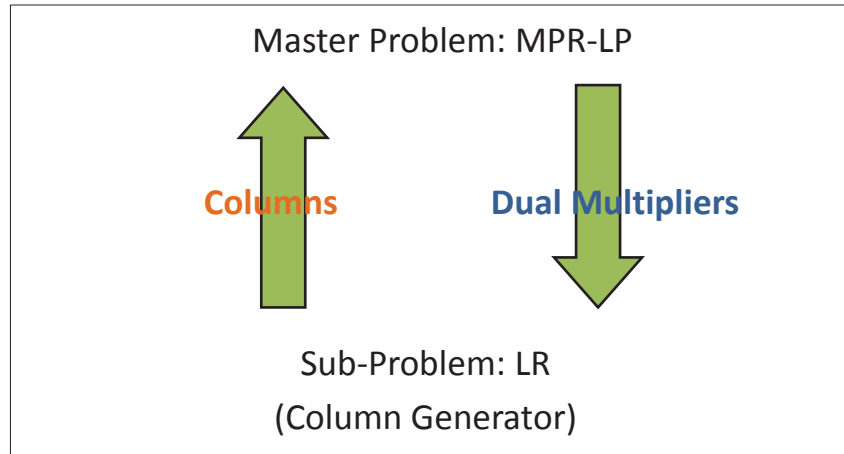 Master Problem: MPR-LP
Columns
Dual Multipliers
Sub-Problem: LR
(Column Generator)